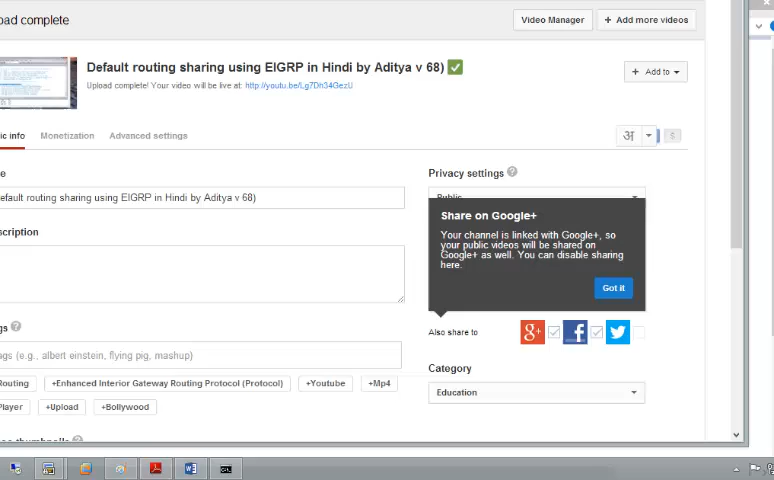 oad complete
Video Manager
+ Add more videos
Default routing sharing using EIGRP in Hindi by Aditya v 68)
+ Add to
Upload complete! Your video will be live at: http://youtu.be/Lg7Dh34GezU
ic info
Monetization
Advanced settings
अ
$
e
Privacy settings ?
efault routing sharing using EIGRP in Hindi by Aditya v 68)
Public
Share on Google+
Your channel is linked with Google+, so
your public videos will be shared on
Google+ as well. You can disable sharing
here.
Got it
scription
gs ?
Also share to
g+
f
ags (e.g., albert einstein, flying pig, mashup)
Category
Education
Routing
+Enhanced Interior Gateway Routing Protocol (Protocol)
+Youtube
+Mp4
Player
+Upload
+Bollywood